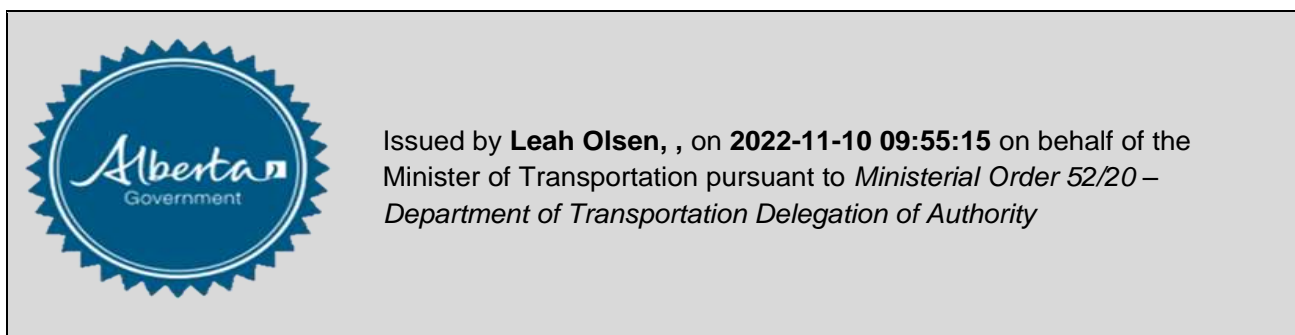 Alberta
Government
Issued by Leah Olsen, , on 2022-11-10 09:55:15 on behalf of the
Minister of Transportation pursuant to Ministerial Order 52/20 –
Department of Transportation Delegation of Authority